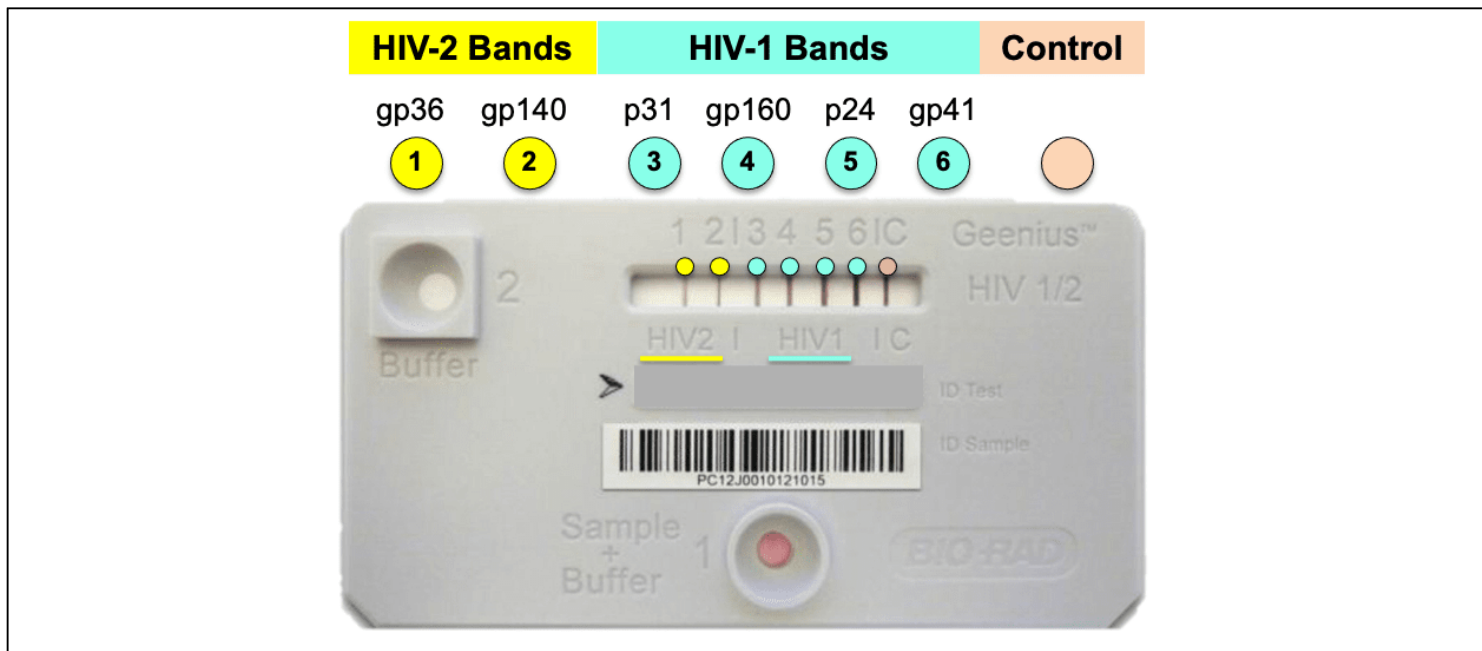 HIV-2 Bands HIV-1 Bands Control
gp36 gp140 p31 gp160 p24 gp41
1 2 3 4 5 6
1 2 I 3 4 5 6 I C Geenius™
2 HIV 1/2
HIV2 I HIV1 I C
Buffer
ID Test
ID Sample
PC12J0010121015
Sample
+ 1
Buffer
BIO-RAD